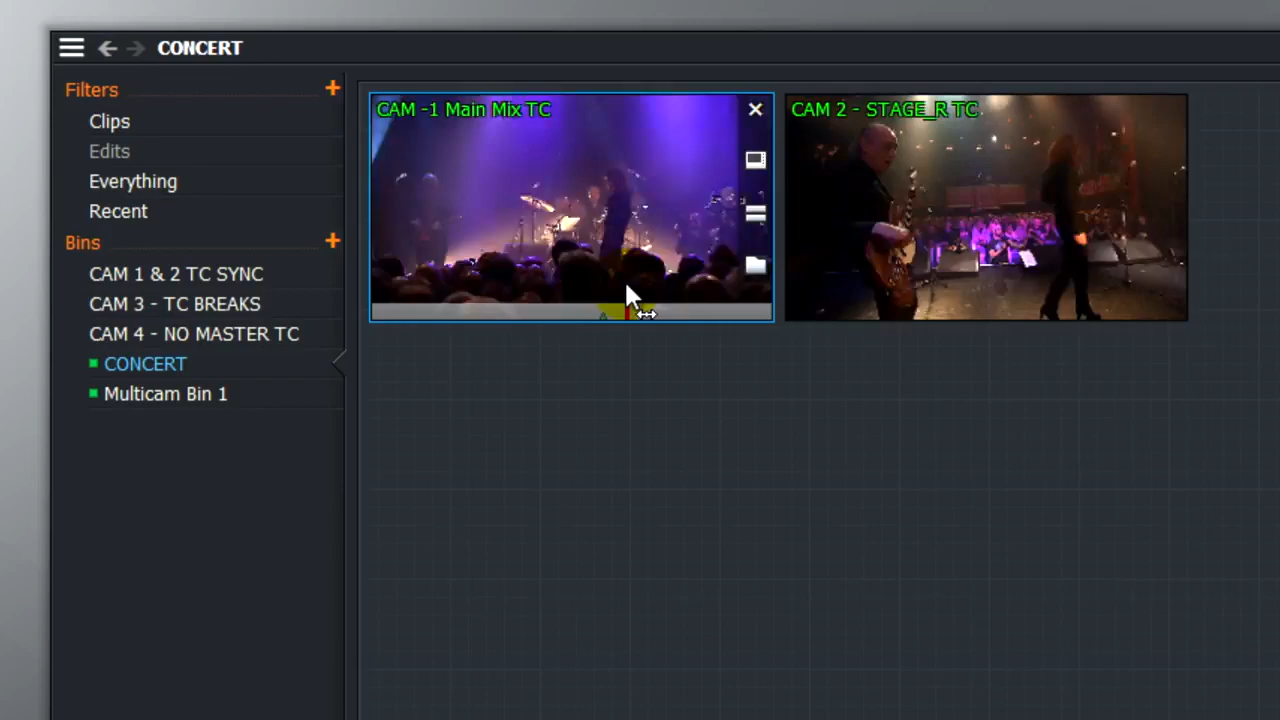 CONCERT
Filters +
Clips
Edits
Everything
Recent
Bins +
CAM 1 & 2 TC SYNC
CAM 3 - TC BREAKS
CAM 4 - NO MASTER TC
CONCERT
Multicam Bin 1
CAM -1 Main Mix TC
CAM 2 - STAGE_R TC